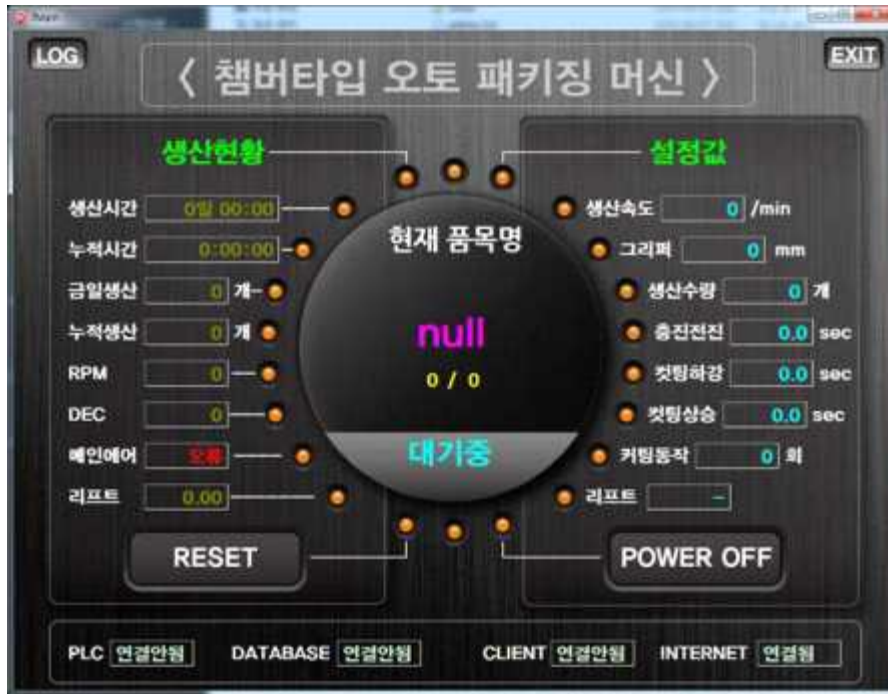 LOG
〈 챔버타입 오토 패키징 머신 〉
EXIT
생산현황
생산시간 0일 00:00
누적시간 0:00:00
금일생산 0 개
누적생산 0 개
RPM 0
DEC 0
메인에어 오류
리프트 0.00
RESET
현재 품목명
null
0 / 0
대기중
설정값
생산속도 0 /min
그리퍼 0 mm
생산수량 0 개
충진전진 0.0 sec
컷팅하강 0.0 sec
컷팅상승 0.0 sec
커팅동작 0 회
리프트 –
POWER OFF
PLC 연결안됨
DATABASE 연결안됨
CLIENT 연결안됨
INTERNET 연결됨